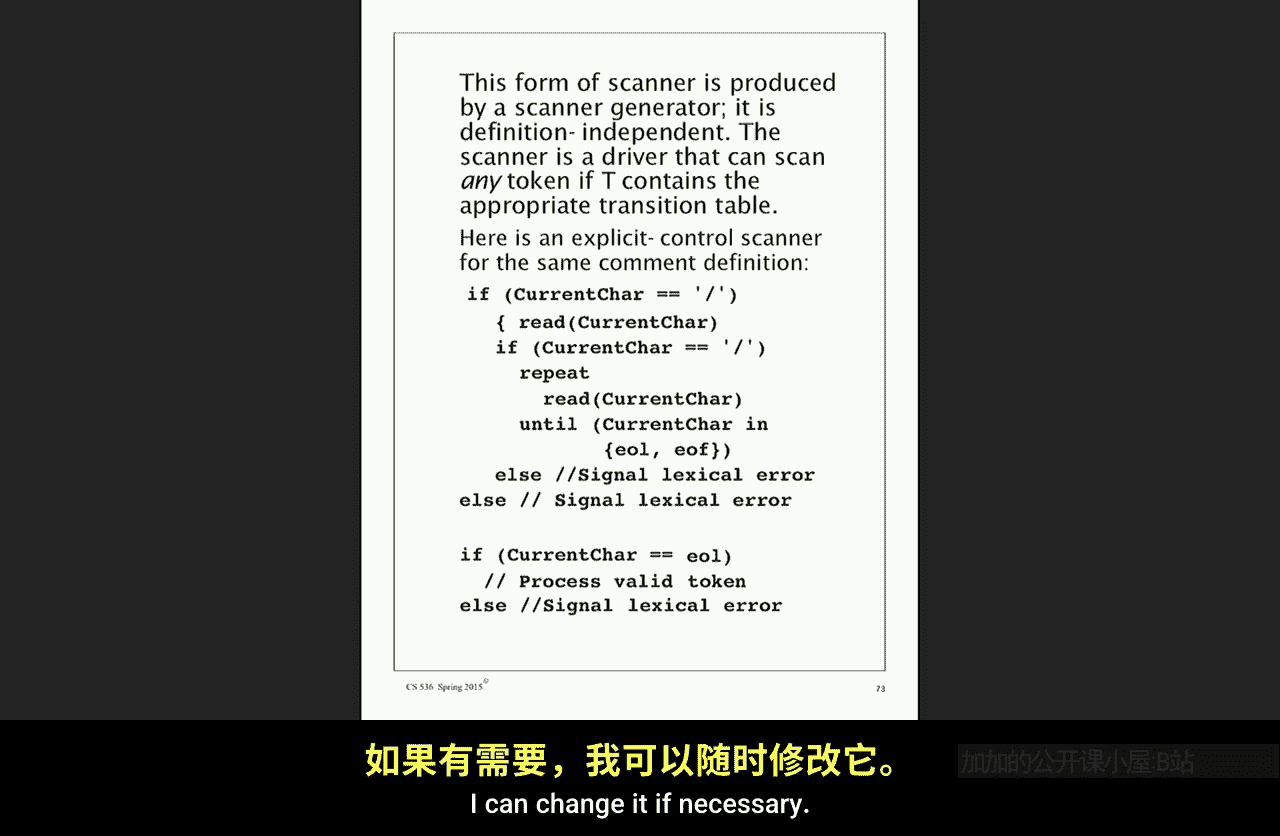 This form of scanner is produced
by a scanner generator; it is
definition- independent. The
scanner is a driver that can scan
any token if T contains the
appropriate transition table.
Here is an explicit- control scanner
for the same comment definition:
if (CurrentChar == '/')
{ read(CurrentChar)
if (CurrentChar == '/')
repeat
read(CurrentChar)
until (CurrentChar in
{eol, eof})
else //Signal lexical error
else // Signal lexical error
if (CurrentChar == eol)
// Process valid token
else //Signal lexical error
CS 536 Spring 2015©
73
如果有需要，我可以随时修改它。
加加的公开课小屋:B站
I can change it if necessary.